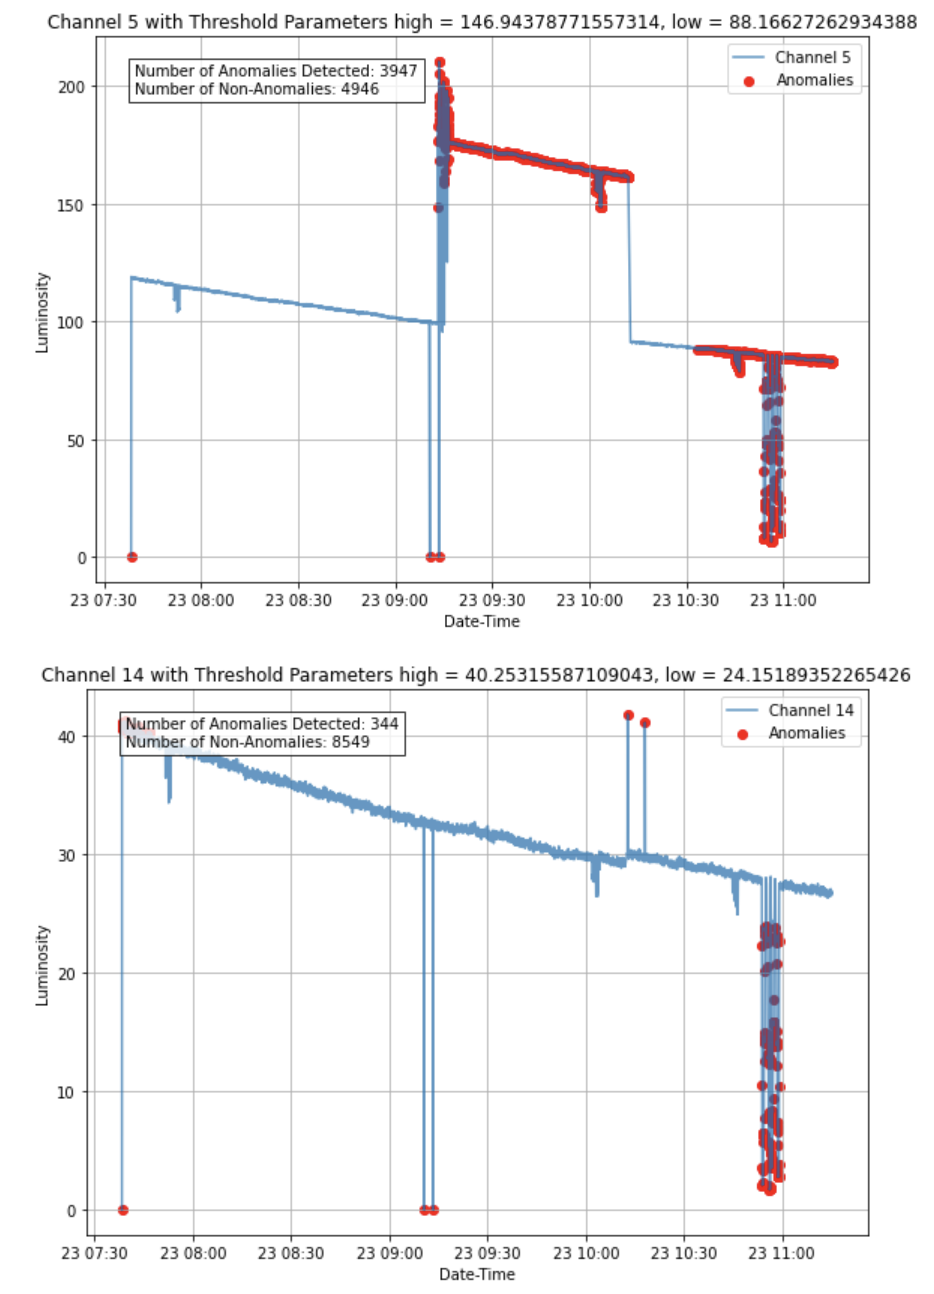 Channel 5 with Threshold Parameters high = 146.94378771557314, low = 88.16627262934388
Number of Anomalies Detected: 3947
Number of Non-Anomalies: 4946
Channel 5
Anomalies
200
150
100
50
0
Luminosity
23 07:30 23 08:00 23 08:30 23 09:00 23 09:30 23 10:00 23 10:30 23 11:00
Date-Time
Channel 14 with Threshold Parameters high = 40.25315587109043, low = 24.15189352265426
Number of Anomalies Detected: 344
Number of Non-Anomalies: 8549
Channel 14
Anomalies
40
30
20
10
0
Luminosity
23 07:30 23 08:00 23 08:30 23 09:00 23 09:30 23 10:00 23 10:30 23 11:00
Date-Time